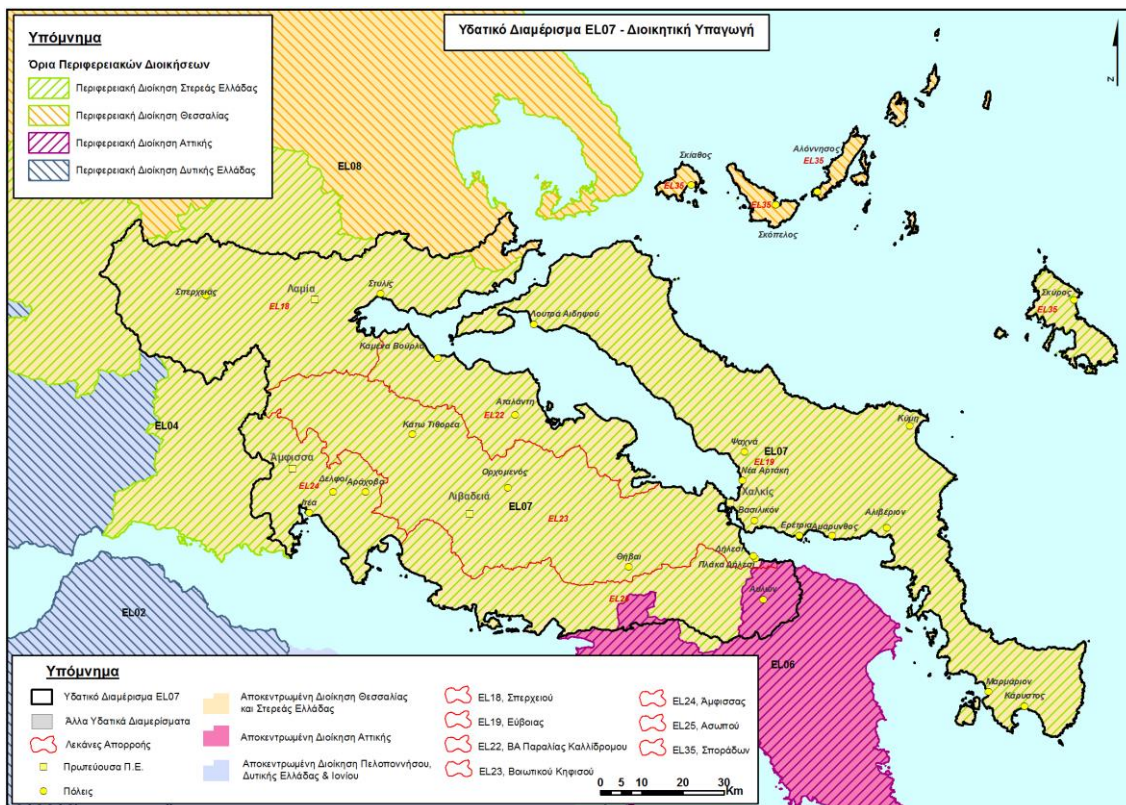 Υδατικό Διαμέρισμα EL07 - Διοικητική Υπαγωγή
Υπόμνημα
Όρια Περιφερειακών Διοικήσεων
Περιφερειακή Διοίκηση Στερεάς Ελλάδας
Περιφερειακή Διοίκηση Θεσσαλίας
Περιφερειακή Διοίκηση Αττικής
Περιφερειακή Διοίκηση Δυτικής Ελλάδας
N
EL08
Σκίαθος
EL35
Αλόννησος
EL35
EL35
Σκόπελος
Σκύρος
EL35
Σπερχειάς
Λαμία
EL18
Στυλίς
Λουτρά Αιδηψού
Καμένα Βούρλα
Αταλάντη
EL22
Κάτω Τιθορέα
EL04
Κύμη
Ψαχνά
EL07
EL19
Νέα Αρτάκη
Χαλκίς
Βασιλικόν
Άμφισσα
EL24
Δελφοί
Αράχοβα
Ιτέα
Ορχομενός
Λιβαδειά
EL07
EL23
Ερέτρια
Αμάρυνθος
Αλιβέριον
Θήβαι
Δήλεσι
Πλάκα Δήλεσι
Αυλών
EL25
EL02
EL06
Μαρμάριον
Κάρυστος
Υπόμνημα
Υδατικό Διαμέρισμα EL07
Άλλα Υδατικά Διαμερίσματα
Λεκάνες Απορροής
Πρωτεύουσα Π.Ε.
Πόλεις
Αποκεντρωμένη Διοίκηση Θεσσαλίας
και Στερεάς Ελλάδας
Αποκεντρωμένη Διοίκηση Αττικής
Αποκεντρωμένη Διοίκηση Πελοποννήσου,
Δυτικής Ελλάδας & Ιονίου
EL18, Σπερχειού
EL19, Εύβοιας
EL22, ΒΑ Παραλίας Καλλίδρομου
EL23, Βοιωτικού Κηφισού
EL24, Άμφισσας
EL25, Ασωπού
EL35, Σποράδων
0 5 10 20 30
Km